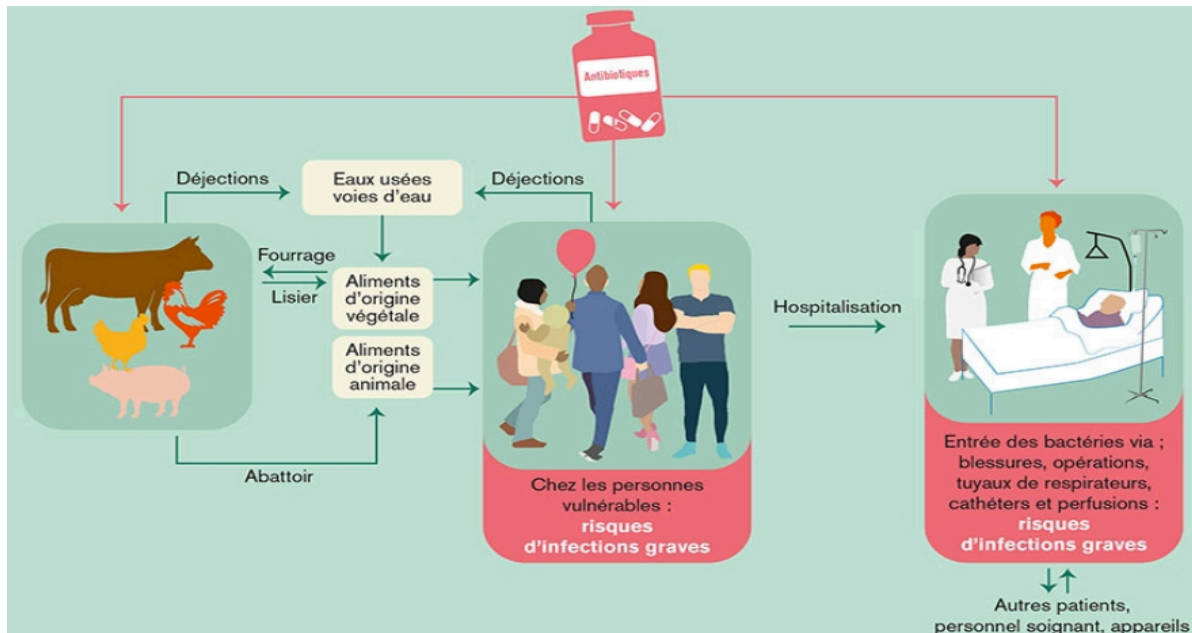 Antibiotiques
Déjections
Eaux usées
voies d'eau
Déjections
Fourrage
Lisier
Aliments
d'origine
végétale
Aliments
d'origine
animale
Abattoir
Chez les personnes
vulnérables :
risques
d'infections graves
Hospitalisation
Entrée des bactéries via ;
blessures, opérations,
tuyaux de respirateurs,
cathéters et perfusions :
risques
d'infections graves
Autres patients,
personnel soignant, appareils